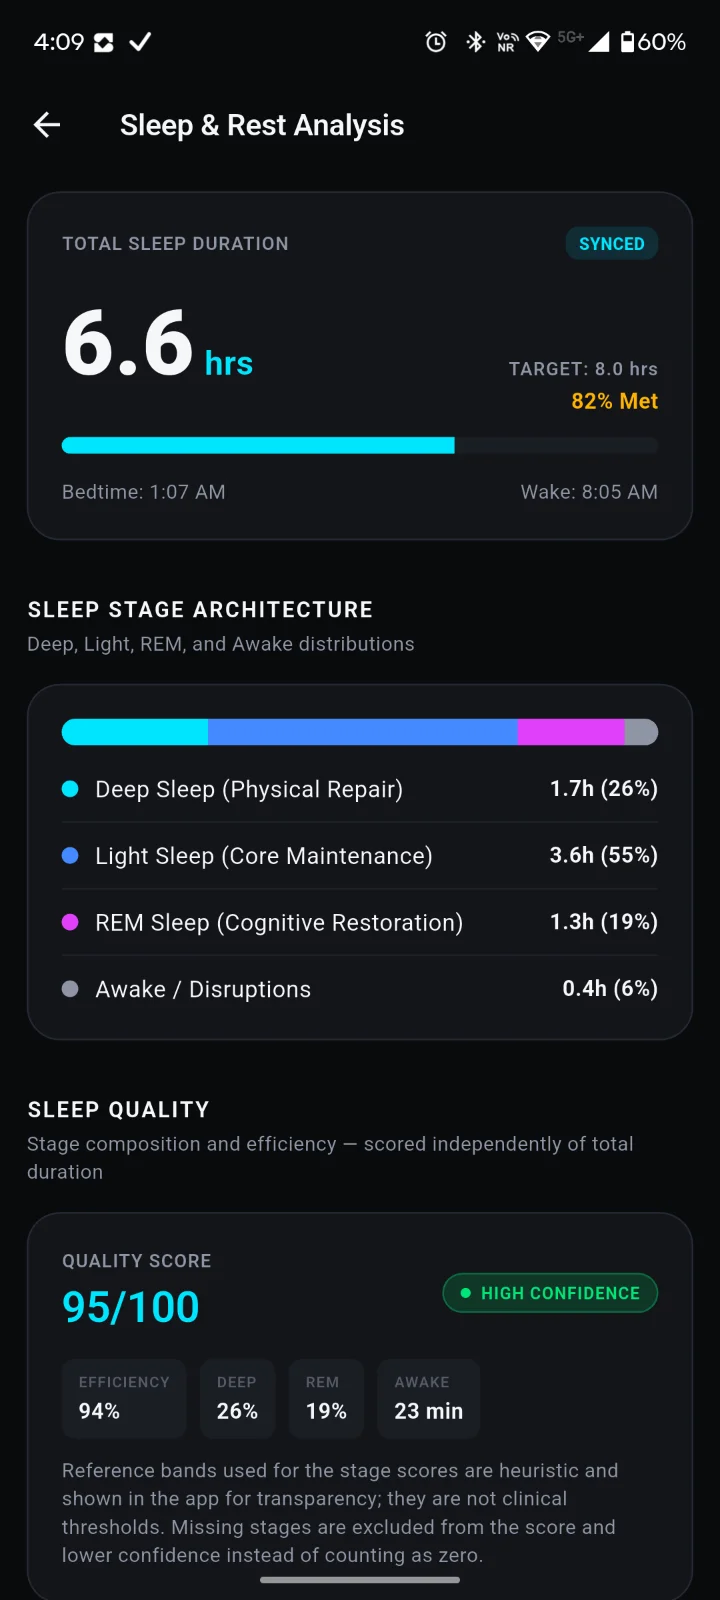 4:09
Vo))
NR
5G+
60%
Sleep & Rest Analysis
TOTAL SLEEP DURATION
SYNCED
6.6 hrs
TARGET: 8.0 hrs
82% Met
Bedtime: 1:07 AM
Wake: 8:05 AM
SLEEP STAGE ARCHITECTURE
Deep, Light, REM, and Awake distributions
Deep Sleep (Physical Repair)
1.7h (26%)
Light Sleep (Core Maintenance)
3.6h (55%)
REM Sleep (Cognitive Restoration)
1.3h (19%)
Awake / Disruptions
0.4h (6%)
SLEEP QUALITY
Stage composition and efficiency — scored independently of total
duration
QUALITY SCORE
95/100
HIGH CONFIDENCE
EFFICIENCY
94%
DEEP
26%
REM
19%
AWAKE
23 min
Reference bands used for the stage scores are heuristic and
shown in the app for transparency; they are not clinical
thresholds. Missing stages are excluded from the score and
lower confidence instead of counting as zero.